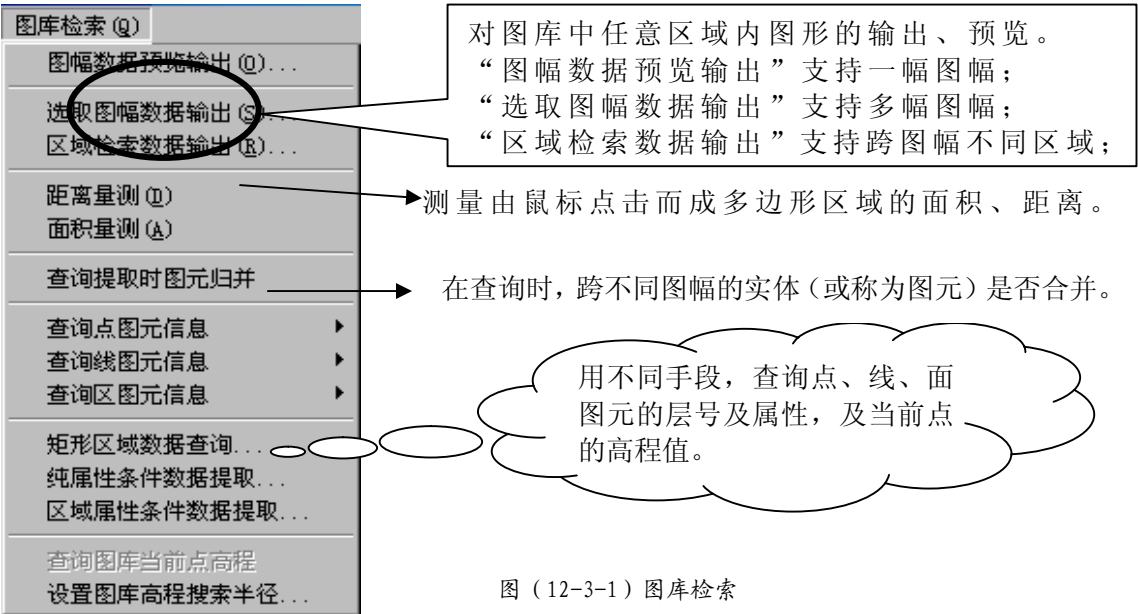 图库检索(Q)
图幅数据预览输出(O)...
选取图幅数据输出(S)...
区域检索数据输出(R)...
距离量测(D)
面积量测(A)
查询提取时图元归并
查询点图元信息
查询线图元信息
查询区图元信息
矩形区域数据查询...
纯属性条件数据提取...
区域属性条件数据提取...
查询图库当前点高程
设置图库高程搜索半径...
对图库中任意区域内图形的输出、预览。
“图幅数据预览输出”支持一幅图幅；
“选取图幅数据输出”支持多幅图幅；
“区域检索数据输出”支持跨图幅不同区域；
测量由鼠标点击而成多边形区域的面积、距离。
在查询时，跨不同图幅的实体（或称为图元）是否合并。
用不同手段，查询点、线、面
图元的层号及属性，及当前点
的高程值。
图（12-3-1）图库检索